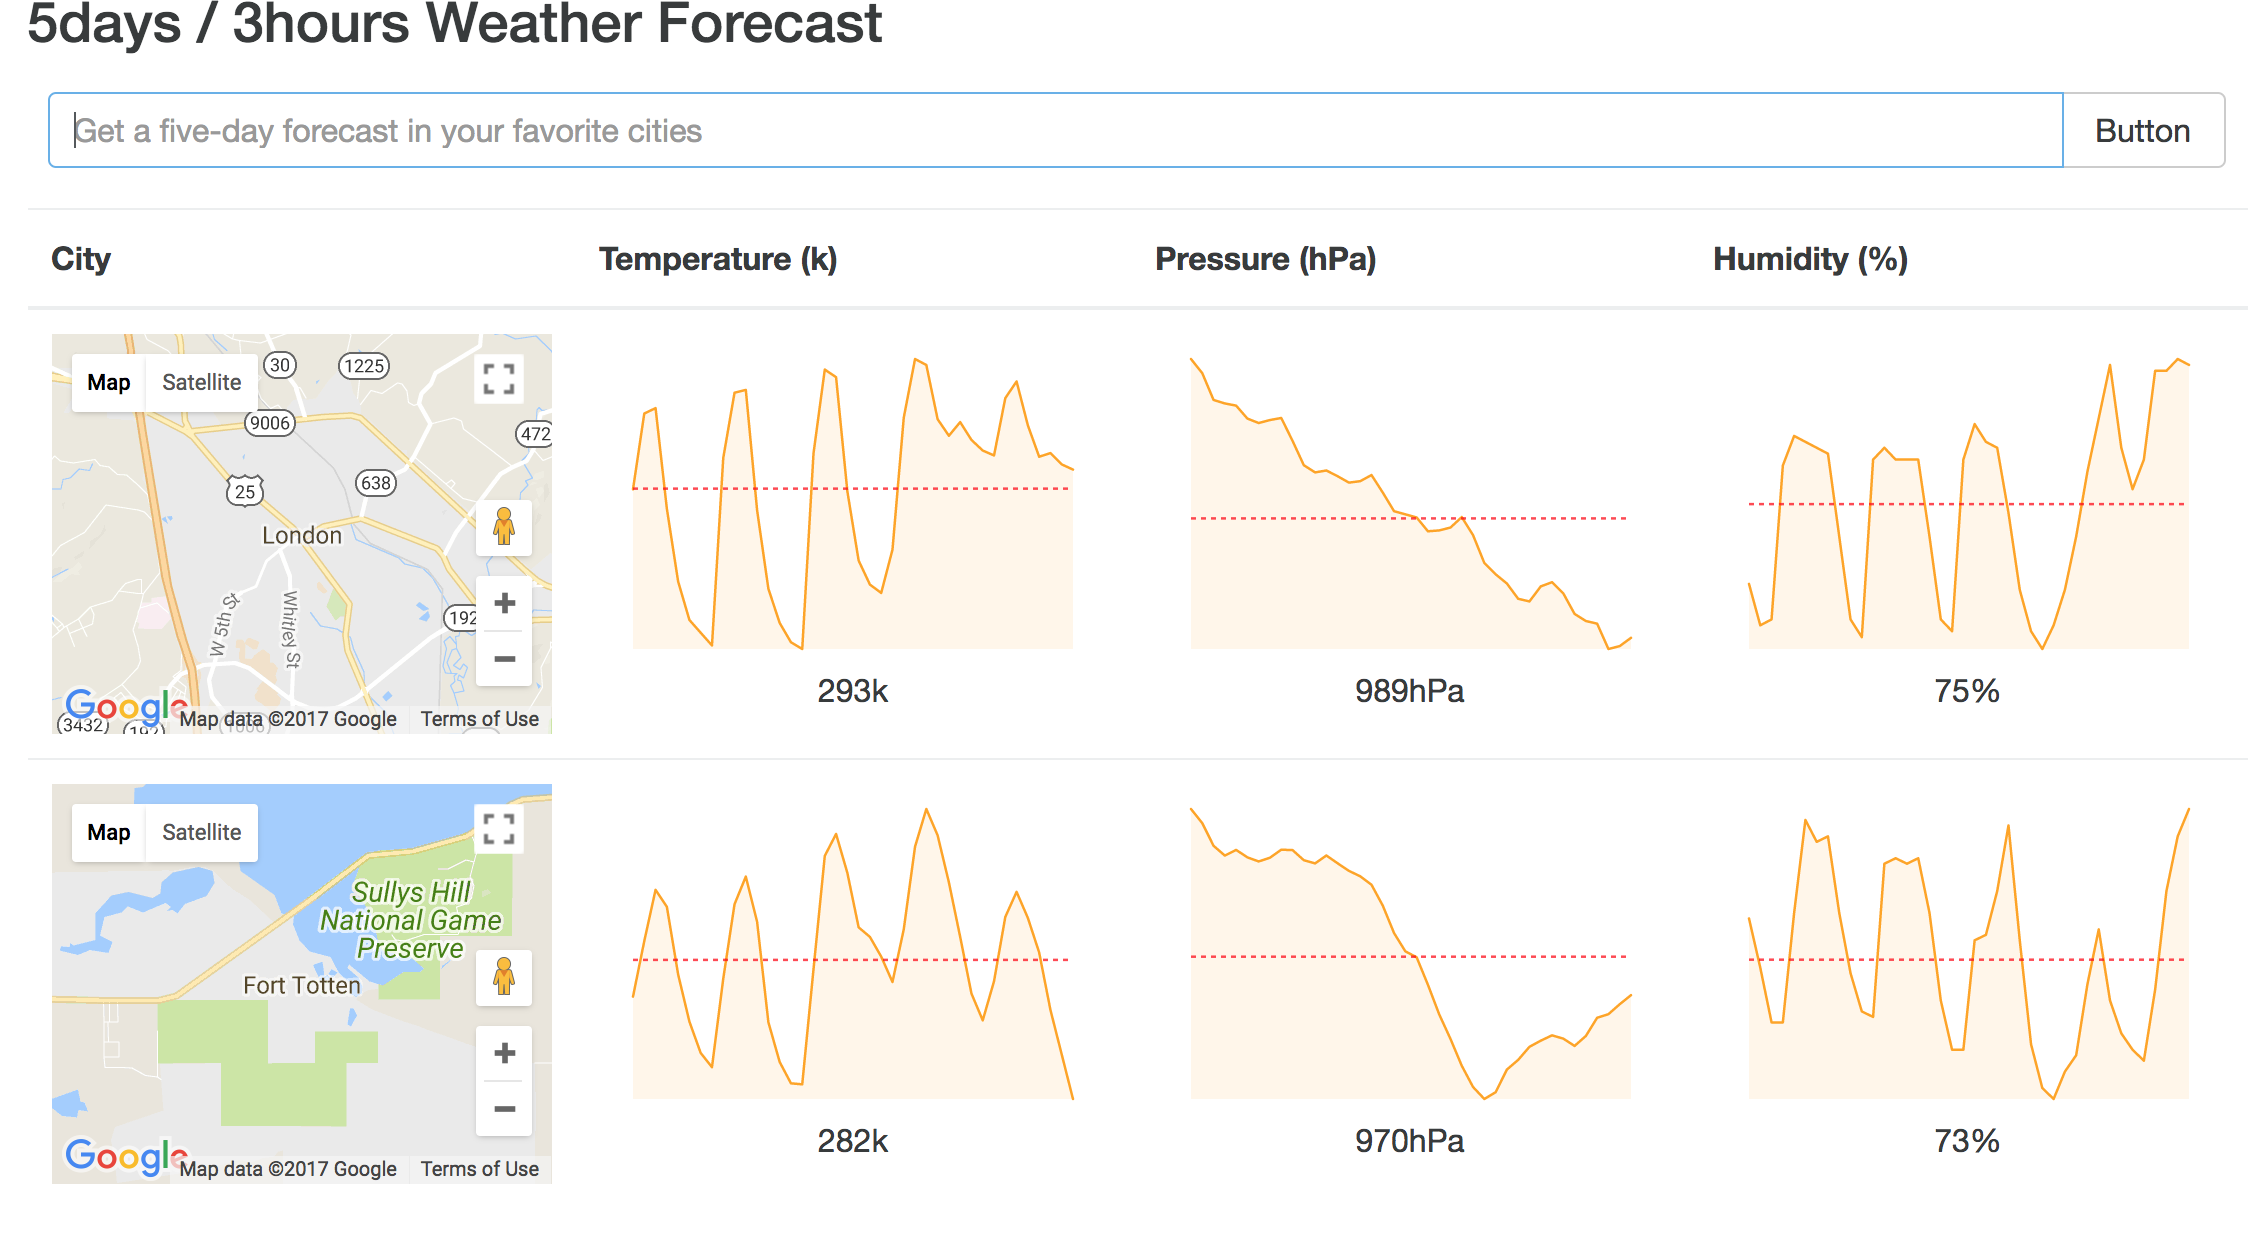 5days / 3hours Weather Forecast
Get a five-day forecast in your favorite cities
Button
City
Temperature (k)
Pressure (hPa)
Humidity (%)
Map
Satellite
30
1225
9006
472
25
638
London
192
W 5th St
Whitley St
Google
3432
192
1006
Map data ©2017 Google
Terms of Use
293k
989hPa
75%
Map
Satellite
Sullys Hill
National Game
Preserve
Fort Totten
Google
Map data ©2017 Google
Terms of Use
282k
970hPa
73%